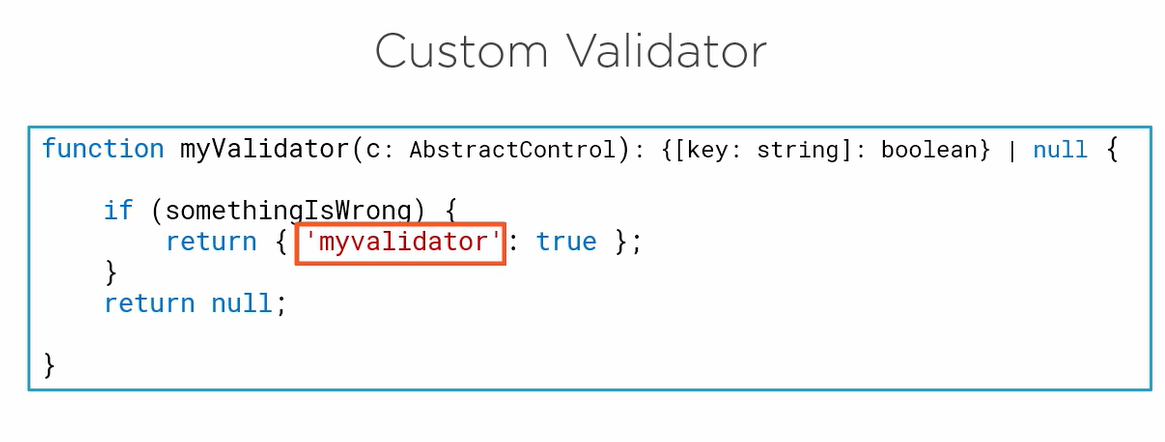 Custom Validator
function myValidator(c: AbstractControl): {[key: string]: boolean} | null {
if (somethingIsWrong) {
return { 'myvalidator': true };
}
return null;
}